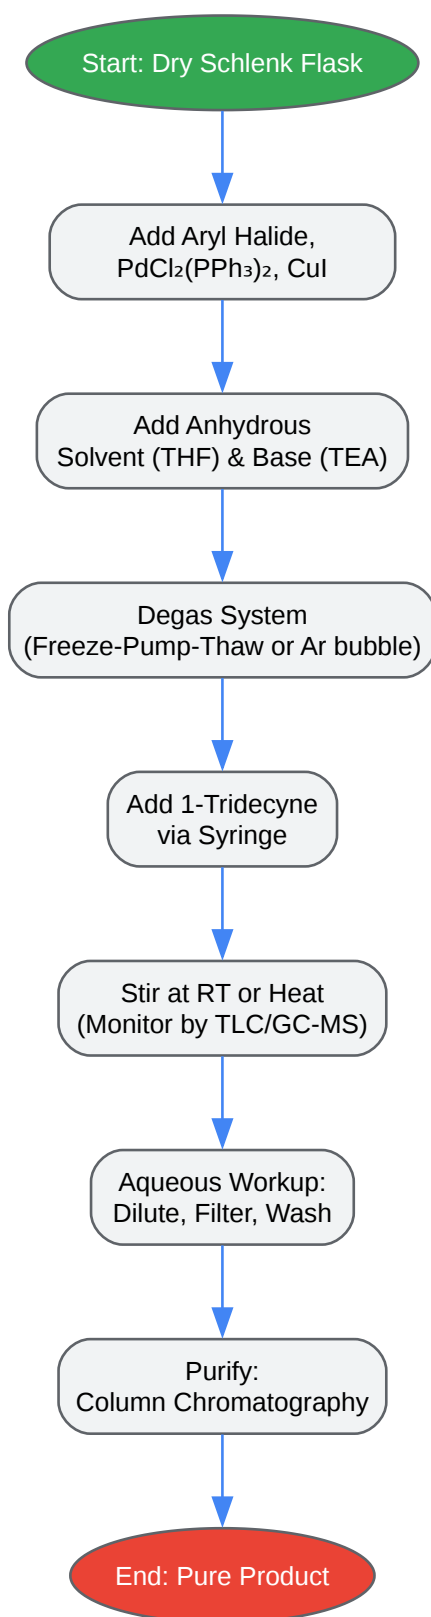 Start: Dry Schlenk Flask
Add Aryl Halide,
PdCl₂(PPh₃)₂, CuI
Add Anhydrous
Solvent (THF) & Base (TEA)
Degas System
(Freeze-Pump-Thaw or Ar bubble)
Add 1-Tridecyne
via Syringe
Stir at RT or Heat
(Monitor by TLC/GC-MS)
Aqueous Workup:
Dilute, Filter, Wash
Purify:
Column Chromatography
End: Pure Product